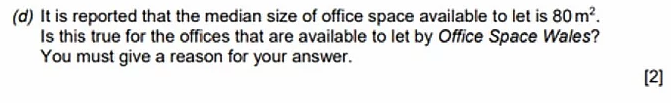 (d) It is reported that the median size of office space available to let is 80 m².
Is this true for the offices that are available to let by Office Space Wales?
You must give a reason for your answer.
[2]